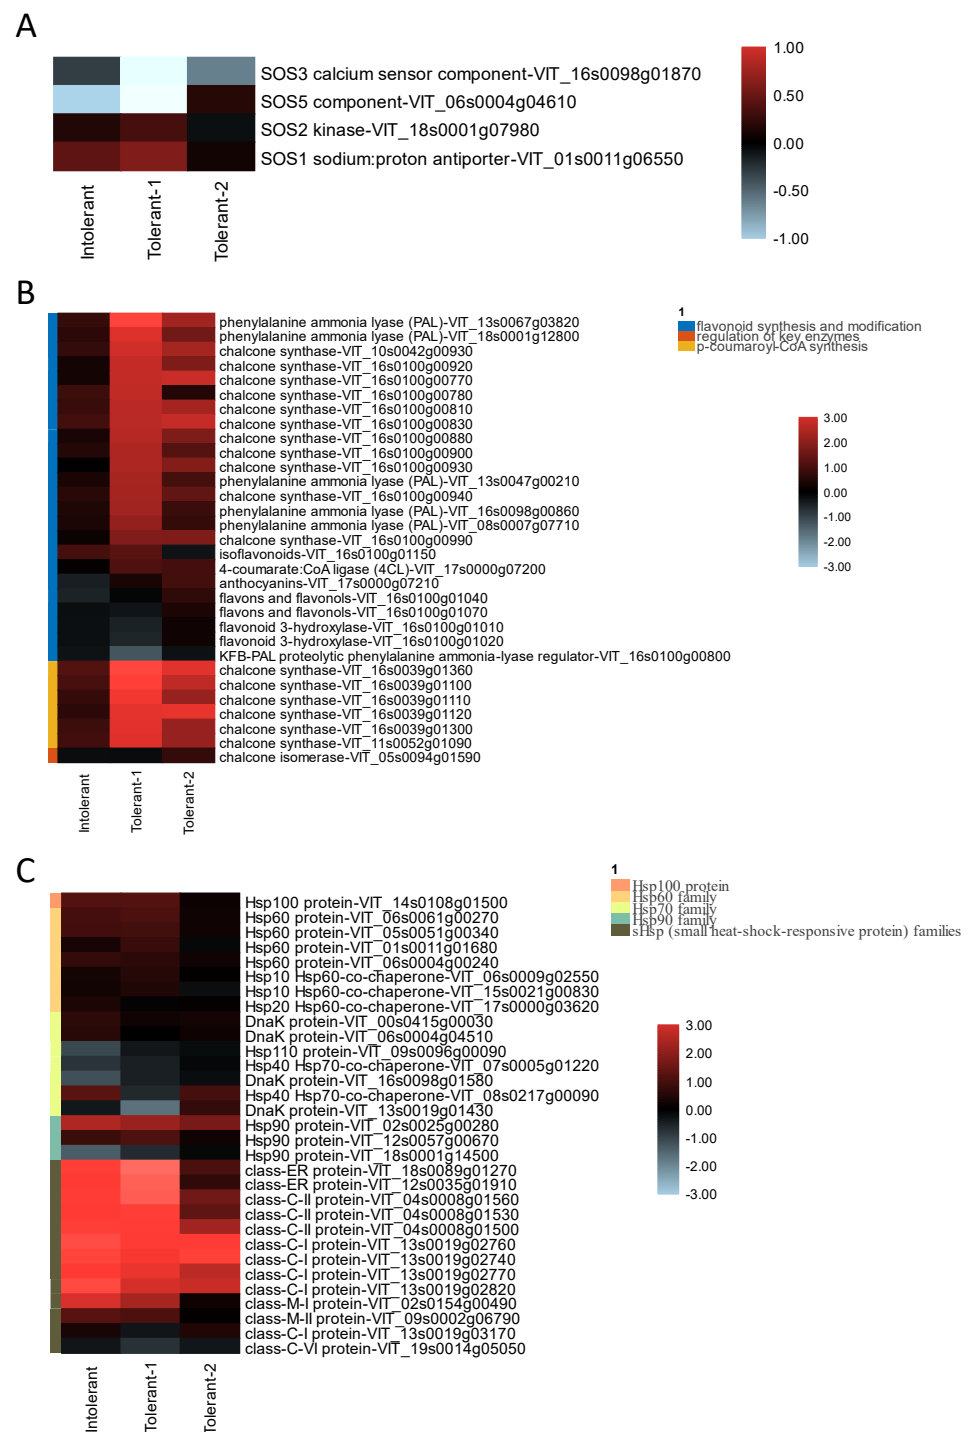 A
SOS3 calcium sensor component-VIT_16s0098g01870
SOS5 component-VIT_06s0004g04610
SOS2 kinase-VIT_18s0001g07980
SOS1 sodium:proton antiporter-VIT_01s0011g06550
1.00
0.50
0.00
-0.50
-1.00
Intolerant
Tolerant-1
Tolerant-2
B
phenylalanine ammonia lyase (PAL)-VIT_13s0067g03820
phenylalanine ammonia lyase (PAL)-VIT_18s0001g12800
chalcone synthase-VIT_10s0042g00930
chalcone synthase-VIT_16s0100g00920
chalcone synthase-VIT_16s0100g00770
chalcone synthase-VIT_16s0100g00780
chalcone synthase-VIT_16s0100g00810
chalcone synthase-VIT_16s0100g00830
chalcone synthase-VIT_16s0100g00880
chalcone synthase-VIT_16s0100g00900
chalcone synthase-VIT_16s0100g00930
phenylalanine ammonia lyase (PAL)-VIT_13s0047g00210
chalcone synthase-VIT_16s0100g00940
phenylalanine ammonia lyase (PAL)-VIT_16s0098g00860
phenylalanine ammonia lyase (PAL)-VIT_08s0007g07710
chalcone synthase-VIT_16s0100g00990
isoflavonoids-VIT_16s0100g01150
4-coumarate:CoA ligase (4CL)-VIT_17s0000g07200
anthocyanins-VIT_17s0000g07210
flavons and flavonols-VIT_16s0100g01040
flavons and flavonols-VIT_16s0100g01070
flavonoid 3-hydroxylase-VIT_16s0100g01010
flavonoid 3-hydroxylase-VIT_16s0100g01020
KFB-PAL proteolytic phenylalanine ammonia-lyase regulator-VIT_16s0100g00800
chalcone synthase-VIT_16s0039g01360
chalcone synthase-VIT_16s0039g01100
chalcone synthase-VIT_16s0039g01110
chalcone synthase-VIT_16s0039g01120
chalcone synthase-VIT_16s0039g01300
chalcone synthase-VIT_11s0052g01090
chalcone isomerase-VIT_05s0094g01590
1
flavonoid synthesis and modification
regulation of key enzymes
p-coumaroyl-CoA synthesis
3.00
2.00
1.00
0.00
-1.00
-2.00
-3.00
Intolerant
Tolerant-1
Tolerant-2
C
Hsp100 protein-VIT_14s0108g01500
Hsp60 protein-VIT_06s0061g00270
Hsp60 protein-VIT_05s0051g00340
Hsp60 protein-VIT_01s0011g01680
Hsp60 protein-VIT_06s0004g00240
Hsp10 Hsp60-co-chaperone-VIT_06s0009g02550
Hsp10 Hsp60-co-chaperone-VIT_15s0021g00830
Hsp20 Hsp60-co-chaperone-VIT_17s0000g03620
DnaK protein-VIT_00s0415g00030
DnaK protein-VIT_06s0004g04510
Hsp110 protein-VIT_09s0096g00090
Hsp40 Hsp70-co-chaperone-VIT_07s0005g01220
DnaK protein-VIT_16s0098g01580
Hsp40 Hsp70-co-chaperone-VIT_08s0217g00090
DnaK protein-VIT_13s0019g01430
Hsp90 protein-VIT_02s0025g00280
Hsp90 protein-VIT_12s0057g00670
Hsp90 protein-VIT_18s0001g14500
class-ER protein-VIT_18s0089g01270
class-ER protein-VIT_12s0035g01910
class-C-II protein-VIT_04s0008g01560
class-C-II protein-VIT_04s0008g01530
class-C-II protein-VIT_04s0008g01500
class-C-I protein-VIT_13s0019g02760
class-C-I protein-VIT_13s0019g02740
class-C-I protein-VIT_13s0019g02770
class-C-I protein-VIT_13s0019g02820
class-M-I protein-VIT_02s0154g00490
class-M-II protein-VIT_09s0002g06790
class-C-I protein-VIT_13s0019g03170
class-C-VI protein-VIT_19s0014g05050
1
Hsp100 protein
Hsp60 family
Hsp70 family
Hsp90 family
sHsp (small heat-shock-responsive protein) families
3.00
2.00
1.00
0.00
-1.00
-2.00
-3.00
Intolerant
Tolerant-1
Tolerant-2